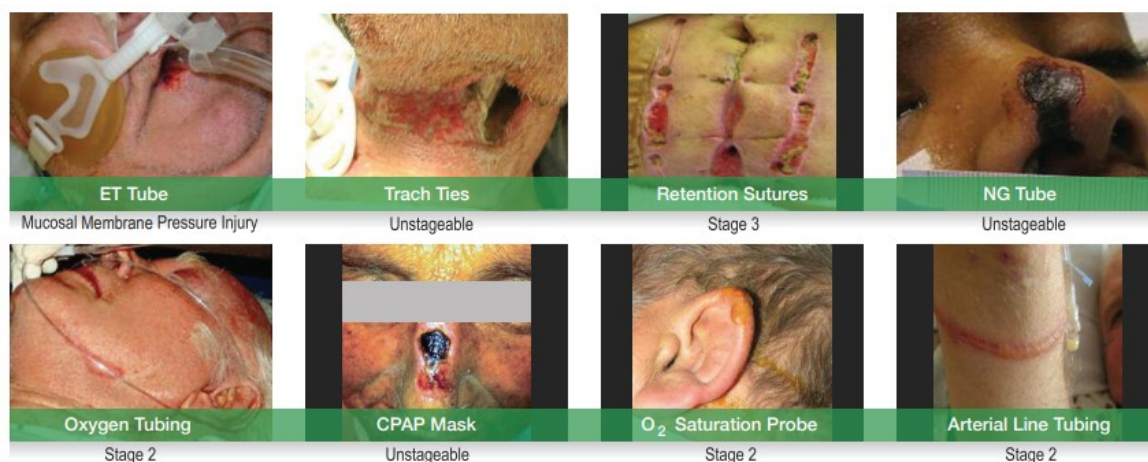 ET Tube
Mucosal Membrane Pressure Injury
Trach Ties
Unstageable
Retention Sutures
Stage 3
NG Tube
Unstageable
Oxygen Tubing
Stage 2
CPAP Mask
Unstageable
O₂ Saturation Probe
Stage 2
Arterial Line Tubing
Stage 2